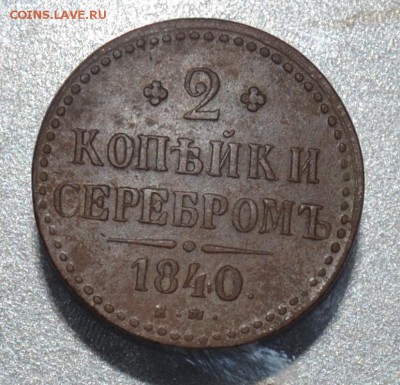 COINS.LAVE.RU
2
КОПѢЙКИ
СЕРЕБРОМЪ
1840.